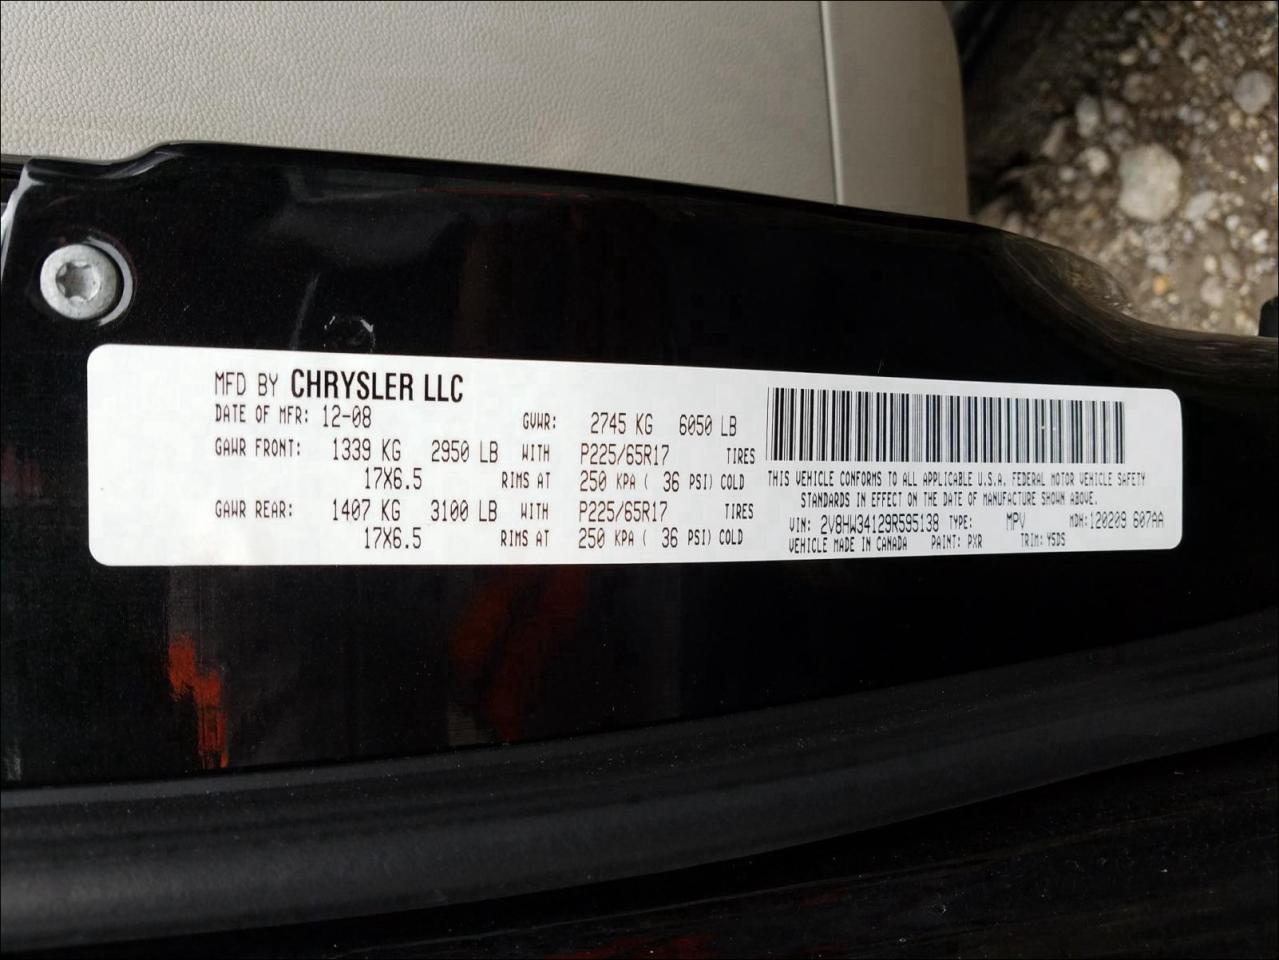 MFD BY CHRYSLER LLC
DATE OF MFR: 12-08 GVWR: 2745 KG 6050 LB
GAWR FRONT: 1339 KG 2950 LB WITH P225/65R17 TIRES
17X6.5 RIMS AT 250 KPA ( 36 PSI) COLD
GAWR REAR: 1407 KG 3100 LB WITH P225/65R17 TIRES
17X6.5 RIMS AT 250 KPA ( 36 PSI) COLD
THIS VEHICLE CONFORMS TO ALL APPLICABLE U.S.A. FEDERAL MOTOR VEHICLE SAFETY
STANDARDS IN EFFECT ON THE DATE OF MANUFACTURE SHOWN ABOVE.
VIN: 2V8HW34129R595138 TYPE: MPV MDH:120209 607AA
VEHICLE MADE IN CANADA PAINT: PXR TRIM: Y5DS